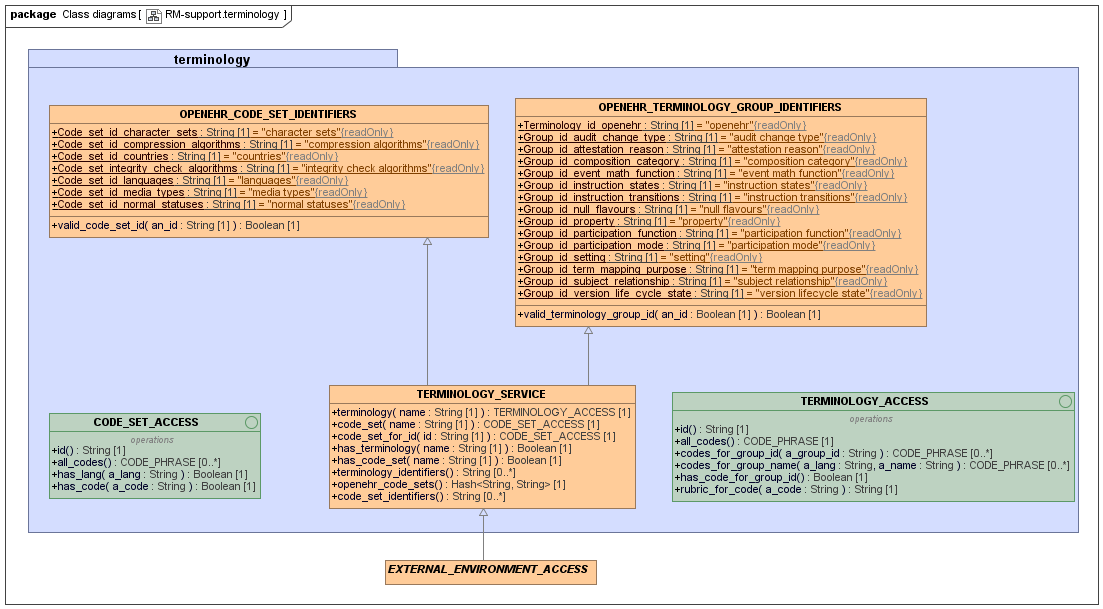 package Class diagrams [ RM-support.terminology ]
terminology
OPENEHR_CODE_SET_IDENTIFIERS
+Code_set_id_character_sets : String [1] = "character sets"{readOnly}
+Code_set_id_compression_algorithms : String [1] = "compression algorithms"{readOnly}
+Code_set_id_countries : String [1] = "countries"{readOnly}
+Code_set_integrity_check_algorithms : String [1] = "integrity check algorithms"{readOnly}
+Code_set_id_languages : String [1] = "languages"{readOnly}
+Code_set_id_media_types : String [1] = "media types"{readOnly}
+Code_set_id_normal_statuses : String [1] = "normal statuses"{readOnly}
+valid_code_set_id( an_id : String [1] ) : Boolean [1]
OPENEHR_TERMINOLOGY_GROUP_IDENTIFIERS
+Terminology_id_openehr : String [1] = "openehr"{readOnly}
+Group_id_audit_change_type : String [1] = "audit change type"{readOnly}
+Group_id_attestation_reason : String [1] = "attestation reason"{readOnly}
+Group_id_composition_category : String [1] = "composition category"{readOnly}
+Group_id_event_math_function : String [1] = "event math function"{readOnly}
+Group_id_instruction_states : String [1] = "instruction states"{readOnly}
+Group_id_instruction_transitions : String [1] = "instruction transitions"{readOnly}
+Group_id_null_flavours : String [1] = "null flavours"{readOnly}
+Group_id_property : String [1] = "property"{readOnly}
+Group_id_participation_function : String [1] = "participation function"{readOnly}
+Group_id_participation_mode : String [1] = "participation mode"{readOnly}
+Group_id_setting : String [1] = "setting"{readOnly}
+Group_id_term_mapping_purpose : String [1] = "term mapping purpose"{readOnly}
+Group_id_subject_relationship : String [1] = "subject relationship"{readOnly}
+Group_id_version_life_cycle_state : String [1] = "version lifecycle state"{readOnly}
+valid_terminology_group_id( an_id : Boolean [1] ) : Boolean [1]
CODE_SET_ACCESS
operations
+id() : String [1]
+all_codes() : CODE_PHRASE [0..*]
+has_lang( a_lang : String ) : Boolean [1]
+has_code( a_code : String ) : Boolean [1]
TERMINOLOGY_SERVICE
+terminology( name : String [1] ) : TERMINOLOGY_ACCESS [1]
+code_set( name : String [1] ) : CODE_SET_ACCESS [1]
+code_set_for_id( id : String [1] ) : CODE_SET_ACCESS [1]
+has_terminology( name : String [1] ) : Boolean [1]
+has_code_set( name : String [1] ) : Boolean [1]
+terminology_identifiers() : String [0..*]
+openehr_code_sets() : Hash<String, String> [1]
+code_set_identifiers() : String [0..*]
TERMINOLOGY_ACCESS
operations
+id() : String [1]
+all_codes() : CODE_PHRASE [1]
+codes_for_group_id( a_group_id : String ) : CODE_PHRASE [0..*]
+codes_for_group_name( a_lang : String, a_name : String ) : CODE_PHRASE [0..*]
+has_code_for_group_id() : Boolean [1]
+rubric_for_code( a_code : String ) : String [1]
EXTERNAL_ENVIRONMENT_ACCESS